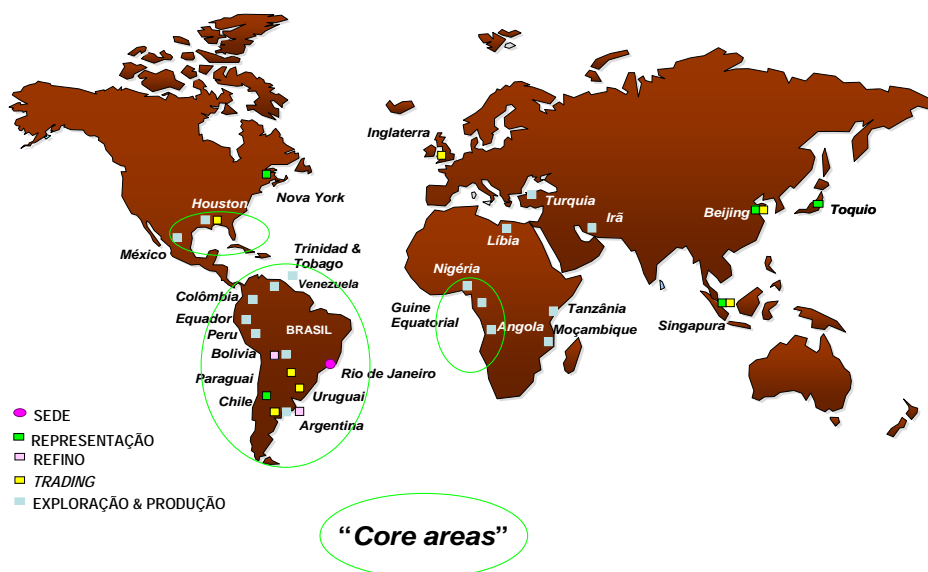 Inglaterra
Nova York
Houston
Turquia
Irã
Beijing
Toquio
México
Líbia
Trinidad &
Tobago
Nigéria
Venezuela
Colômbia
Guine
Equatorial
Tanzânia
Equador
BRASIL
Angola
Moçambique
Singapura
Peru
Bolivia
Paraguai
Rio de Janeiro
Chile
Uruguai
Argentina
SEDE
REPRESENTAÇÃO
REFINO
TRADING
EXPLORAÇÃO & PRODUÇÃO
“Core areas”